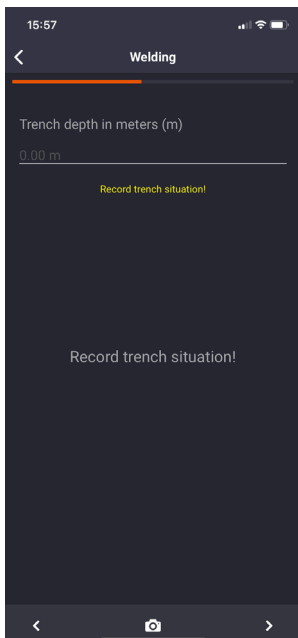 15:57
Welding
Trench depth in meters (m)
0.00 m
Record trench situation!
Record trench situation!